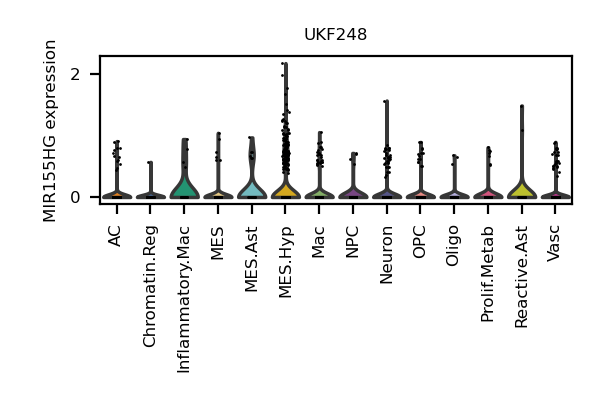 UKF248
MIR155HG expression
2
0
AC
Chromatin.Reg
Inflammatory.Mac
MES
MES.Ast
MES.Hyp
Mac
NPC
Neuron
OPC
Oligo
Prolif.Metab
Reactive.Ast
Vasc